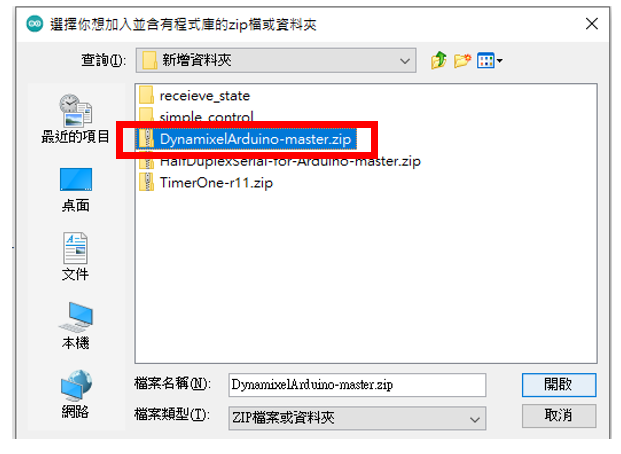 選擇你想加入並含有程式庫的zip檔或資料夾
查詢(I):
新增資料夾
receieve_state
simple_control
DynamixelArduino-master.zip
HalfDuplexSerial-for-Arduino-master.zip
TimerOne-r11.zip
最近的項目
桌面
文件
本機
網路
檔案名稱(N):
DynamixelArduino-master.zip
開啟
檔案類型(T):
ZIP檔案或資料夾
取消